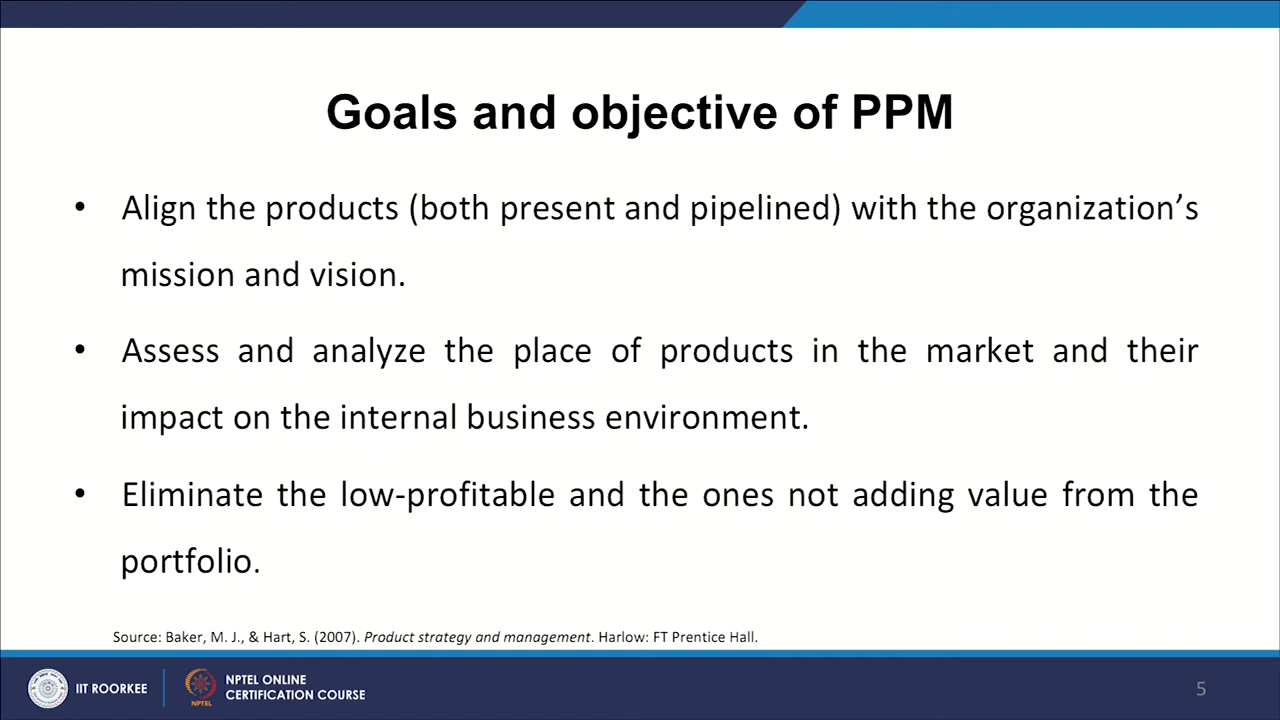 Goals and objective of PPM
• Align the products (both present and pipelined) with the organization’s
mission and vision.
• Assess and analyze the place of products in the market and their
impact on the internal business environment.
• Eliminate the low-profitable and the ones not adding value from the
portfolio.
Source: Baker, M. J., & Hart, S. (2007). Product strategy and management. Harlow: FT Prentice Hall.
IIT ROORKEE
NPTEL
NPTEL ONLINE
CERTIFICATION COURSE
5